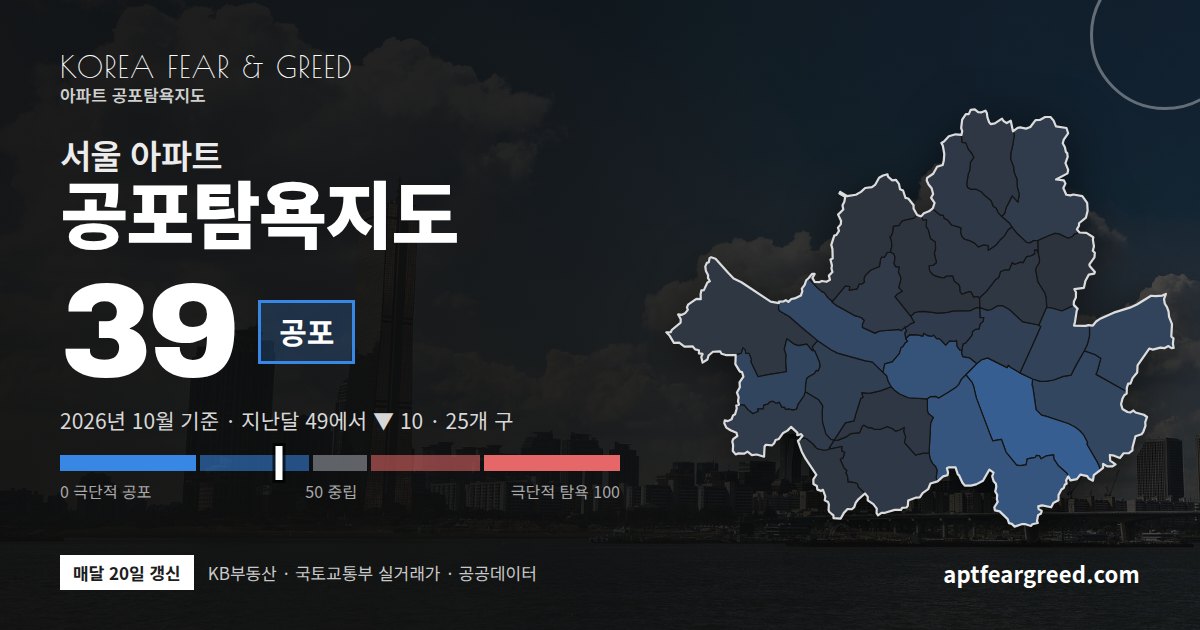 KOREA FEAR & GREED
아파트 공포탐욕지도
서울 아파트
공포탐욕지도
39 공포
2026년 10월 기준 · 지난달 49에서 ▼ 10 · 25개 구
0 극단적 공포 50 중립 극단적 탐욕 100
매달 20일 갱신 KB부동산 · 국토교통부 실거래가 · 공공데이터
aptfeargreed.com